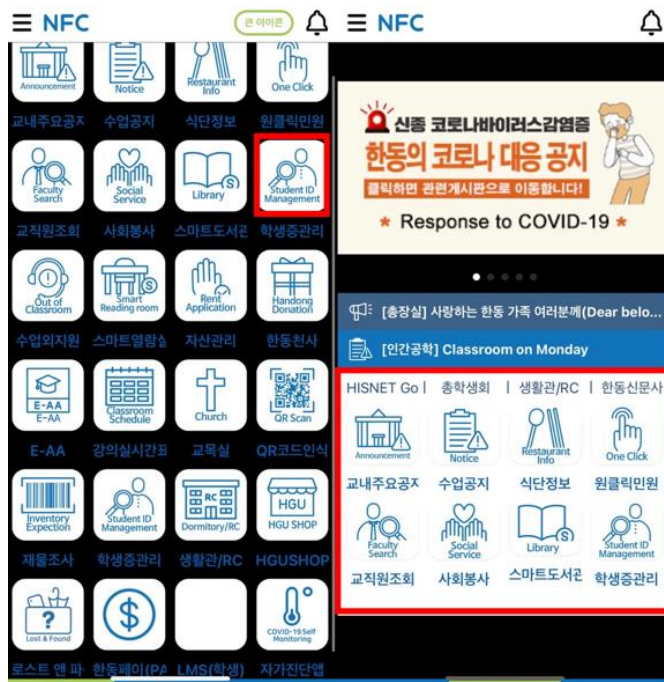 NFC
큰 아이콘
Announcement
Notice
Restaurant
Info
One Click
교내주요공지
수업공지
식단정보
원클릭민원
Faculty
Search
Social
Service
Library
Student ID
Management
교직원조회
사회봉사
스마트도서관
학생증관리
Out of
Classroom
Smart
Reading room
Rent
Application
Handong
Donation
수업외지원
스마트열람실
자산관리
한동천사
E-AA
E-AA
Classroom
Schedule
Church
QR Scan
E-AA
강의실시간표
교목실
QR코드인식
Inventory
Expection
Student ID
Management
RC
Dormitory/RC
HGU
HGU SHOP
재물조사
학생증관리
생활관/RC
HGUSHOP
Lost & Found
COVID-19 Self
Monitoring
로스트 앤 파
한동페이(PA
LMS(학생)
자가진단앱
NFC
신종 코로나바이러스감염증
한동의 코로나 대응 공지
클릭하면 관련게시판으로 이동합니다!
* Response to COVID-19 *
[총장실] 사랑하는 한동 가족 여러분께(Dear belo...
[인간공학] Classroom on Monday
HISNET Go | 총학생회 | 생활관/RC | 한동신문사
Announcement
Notice
Restaurant
Info
One Click
교내주요공지
수업공지
식단정보
원클릭민원
Faculty
Search
Social
Service
Library
Student ID
Management
교직원조회
사회봉사
스마트도서관
학생증관리